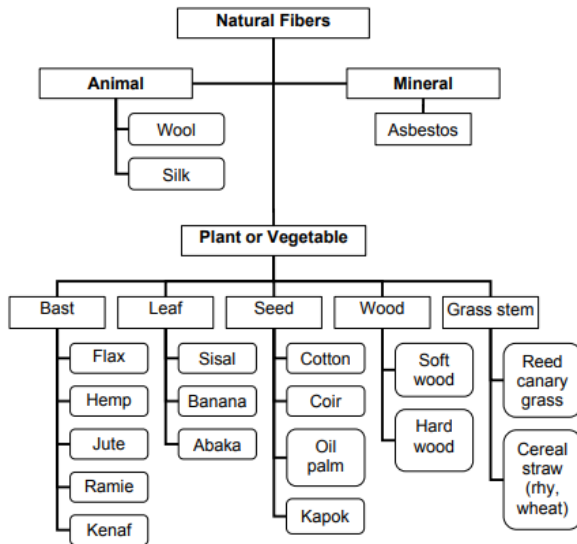 Natural Fibers
Animal
Mineral
Wool
Asbestos
Silk
Plant or Vegetable
Bast
Leaf
Seed
Wood
Grass stem
Flax
Hemp
Jute
Ramie
Kenaf
Sisal
Banana
Abaka
Cotton
Coir
Oil
palm
Kapok
Soft
wood
Hard
wood
Reed
canary
grass
Cereal
straw
(rhy,
wheat)